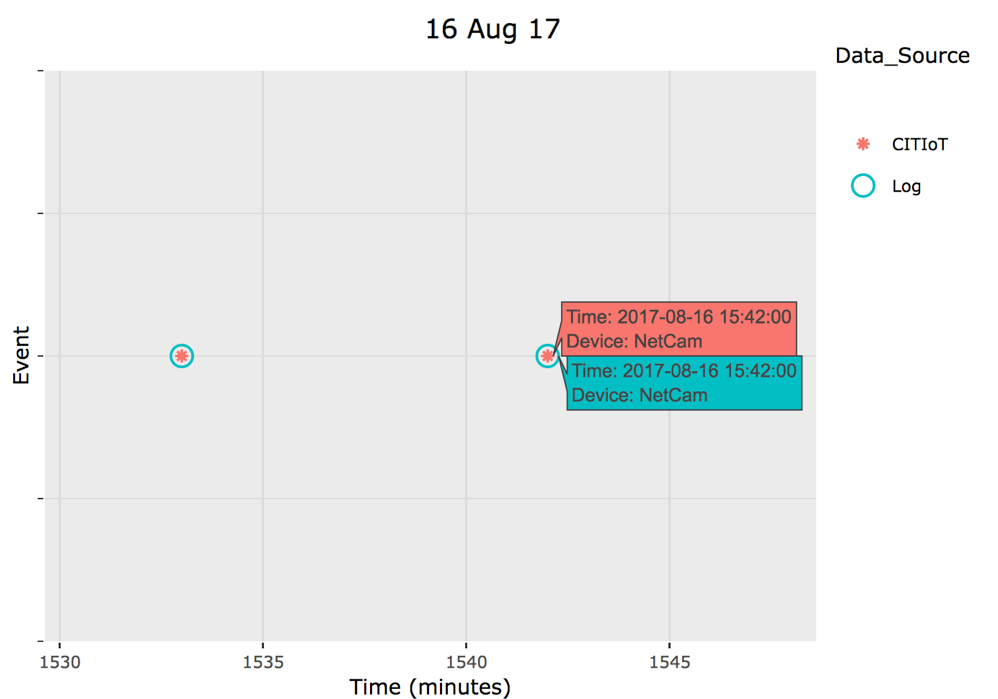 16 Aug 17
Data_Source
CITIoT
Log
Time: 2017-08-16 15:42:00
Device: NetCam
Time: 2017-08-16 15:42:00
Device: NetCam
Event
1530
1535
1540
1545
Time (minutes)